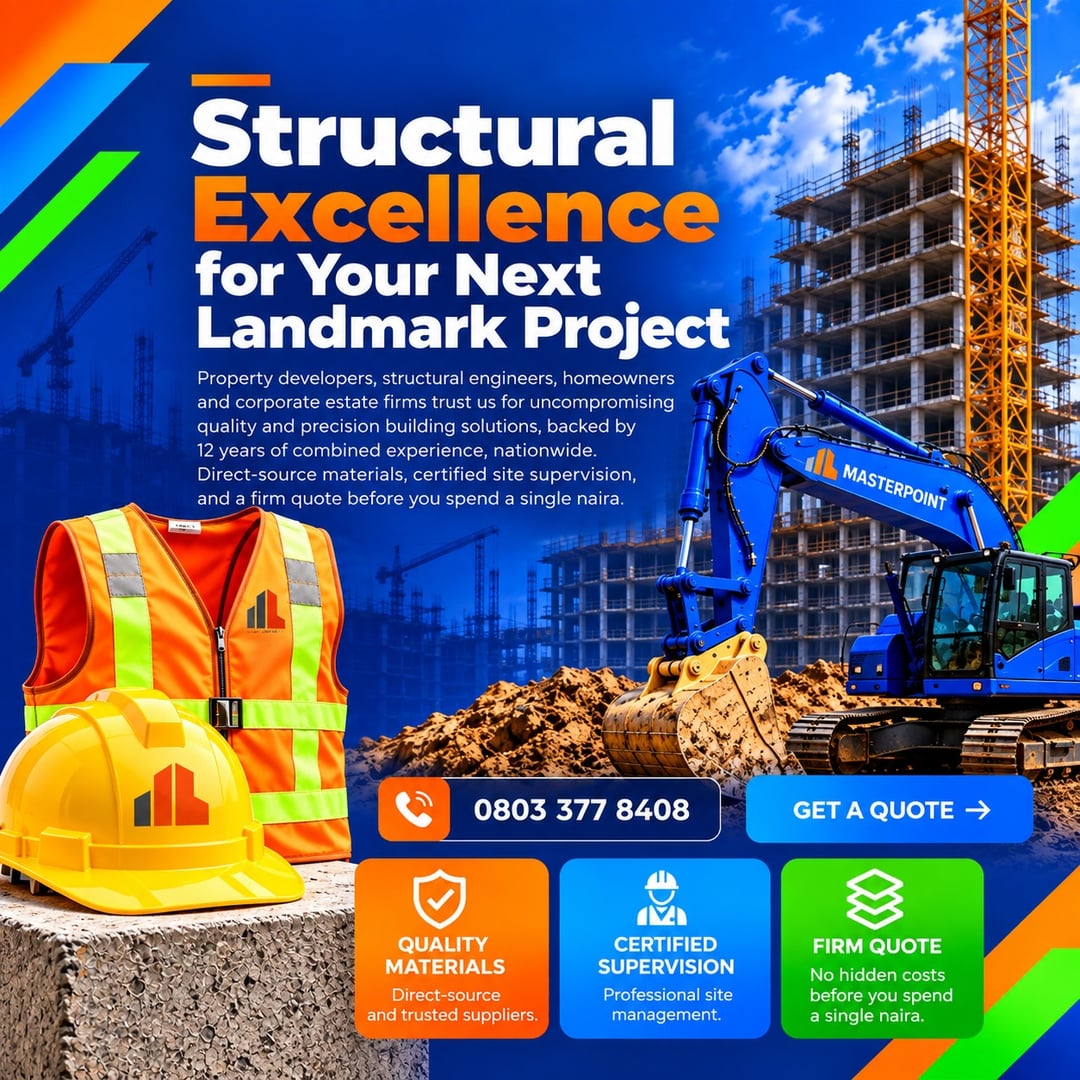 Structural
Excellence
for Your Next
Landmark Project
Property developers, structural engineers, homeowners
and corporate estate firms trust us for uncompromising
quality and precision building solutions, backed by
12 years of combined experience, nationwide.
Direct-source materials, certified site supervision,
and a firm quote before you spend a single naira.
MASTERPOINT
0803 377 8408
GET A QUOTE →
QUALITY
MATERIALS
Direct-source
and trusted suppliers.
CERTIFIED
SUPERVISION
Professional site
management.
FIRM QUOTE
No hidden costs
before you spend
a single naira.